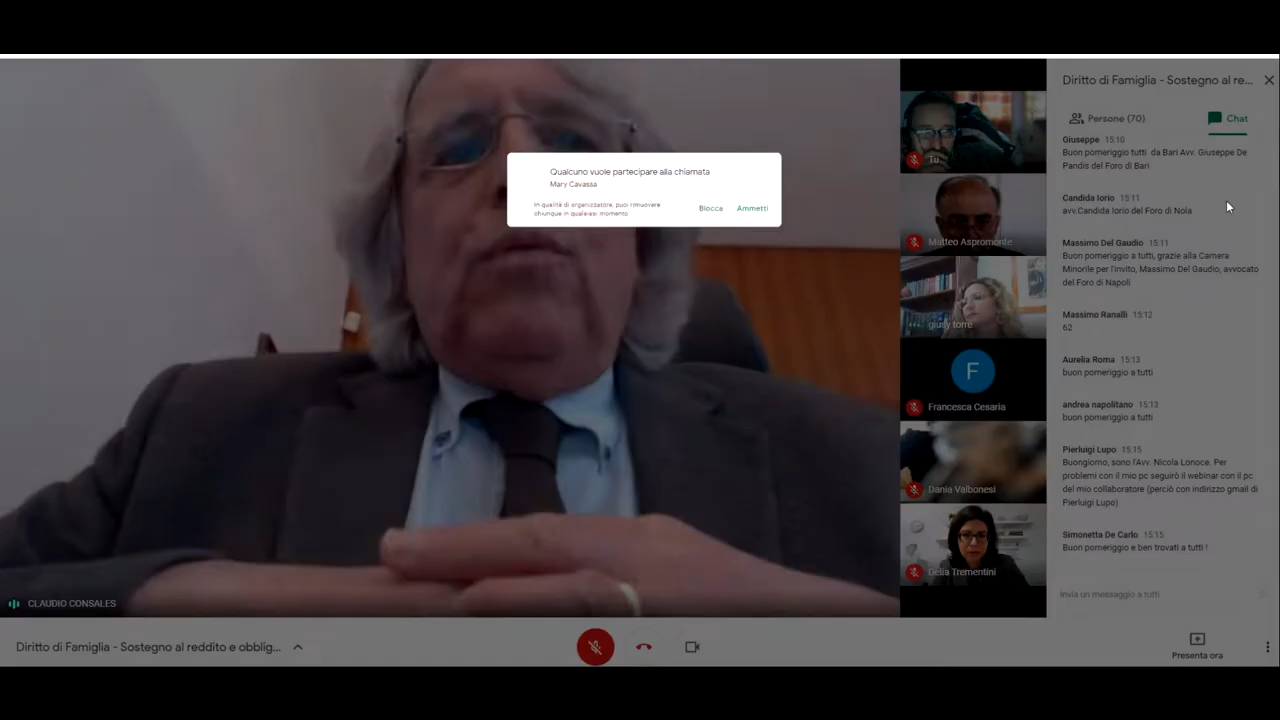 Qualcuno vuole partecipare alla chiamata
Mary Cavassa
In qualità di organizzatore, puoi rimuovere
chiunque in qualsiasi momento
Blocca
Ammetti
CLAUDIO CONSALES
Tu
Matteo Aspromonte
giusy torre
F
Francesca Cesaria
Dania Valbonesi
Delia Trementini
Diritto di Famiglia - Sostegno al re...
Persone (70)
Chat
Giuseppe 15:10
Buon pomeriggio tutti da Bari Avv. Giuseppe De
Pandis del Foro di Bari
Candida Iorio 15:11
avv.Candida Iorio del Foro di Nola
Massimo Del Gaudio 15:11
Buon pomeriggio a tutti, grazie alla Camera
Minorile per l'invito, Massimo Del Gaudio, avvocato
del Foro di Napoli
Massimo Ranalli 15:12
62
Aurelia Roma 15:13
buon pomeriggio a tutti
andrea napolitano 15:13
buon pomeriggio a tutti
Pierluigi Lupo 15:15
Buongiorno, sono l'Avv. Nicola Lonoce: Per
problemi con il mio pc seguirò il webinar con il pc
del mio collaboratore (perciò con indirizzo gmail di
Pierluigi Lupo)
Simonetta De Carlo 15:15
Buon pomeriggio e ben trovati a tutti !
Invia un messaggio a tutti
Diritto di Famiglia - Sostegno al reddito e obblig...
Presenta ora